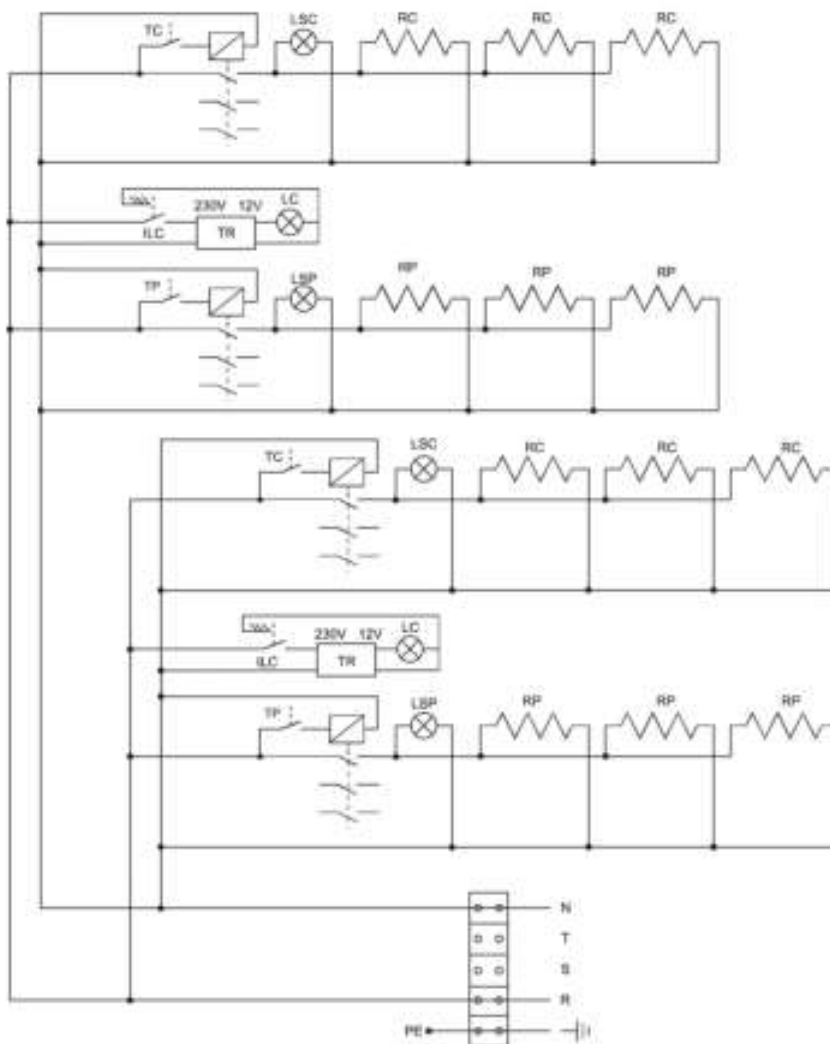 TC LSC RC RC RC
230V 12V LC
ILC TR
TP LSP RP RP RP
TC LSC RC RC RC
230V 12V LC
ILC TR
TP LSP RP RP RP
N
T
S
R
PE